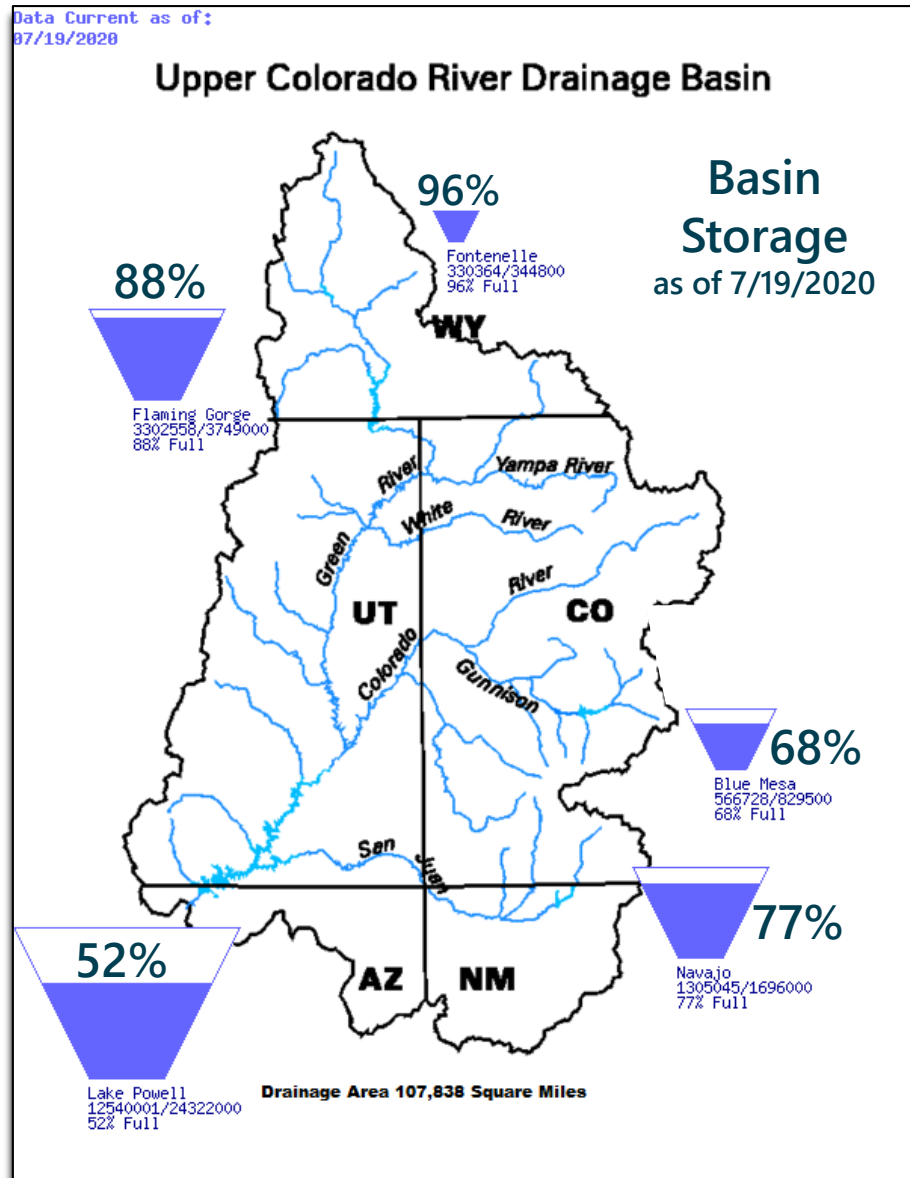 Data Current as of:
07/19/2020
Upper Colorado River Drainage Basin
Basin
Storage
as of 7/19/2020
96%
Fontenelle
330364/344800
96% Full
88%
Flaming Gorge
3302558/3749000
88% Full
WY
Yampa River
River
White
River
Green
River
UT
CO
Colorado
Gunnison
68%
Blue Mesa
566728/829500
68% Full
San
Juan
77%
Navajo
1305045/1696000
77% Full
52%
AZ
NM
Lake Powell
12540001/24322000
52% Full
Drainage Area 107,838 Square Miles